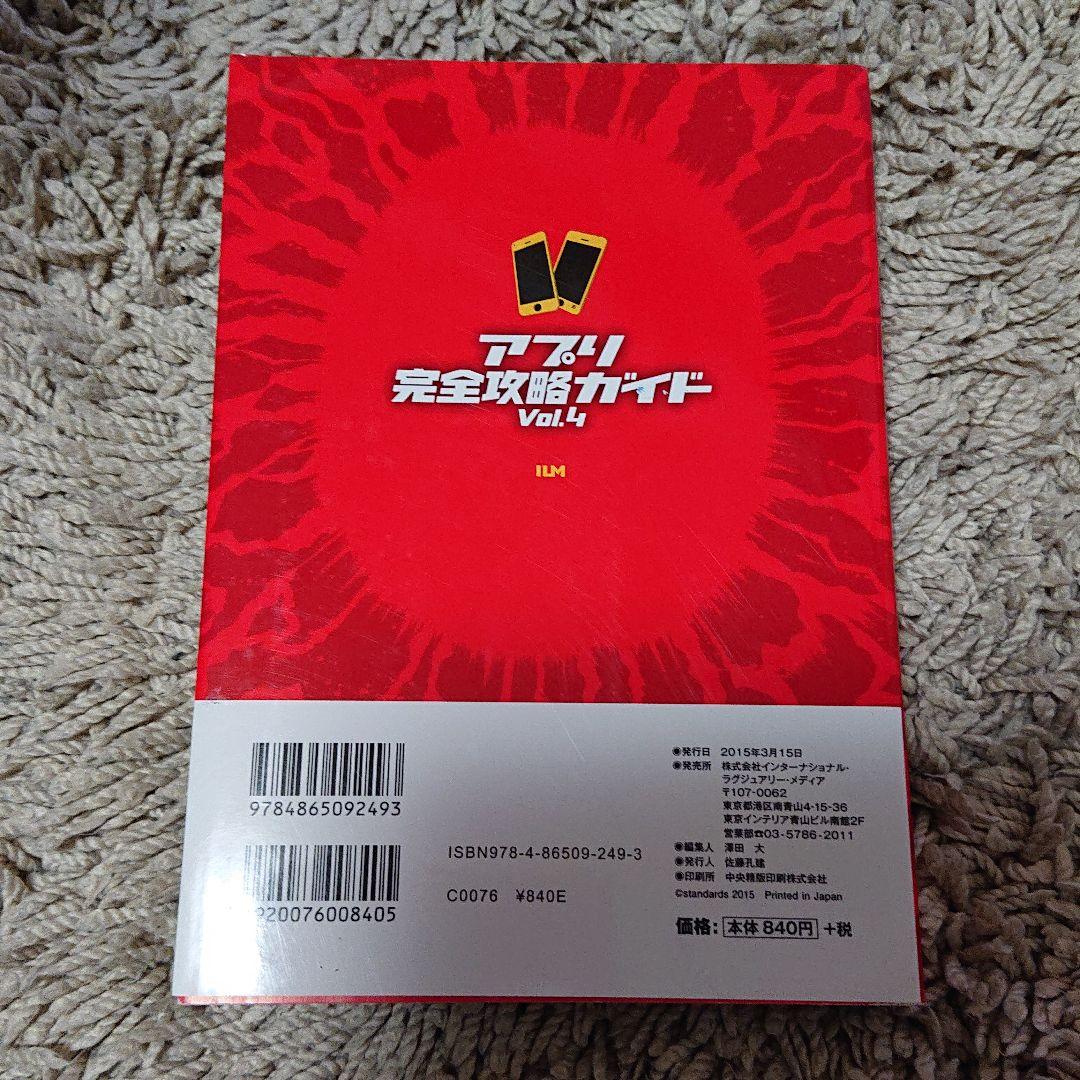 アプリ
完全攻略ガイド
Vol.4
ILM
9784865092493
ISBN978-4-86509-249-3
920076008405
C0076 ¥840E
◉発行日 2015年3月15日
◉発売所 株式会社インターナショナル・
ラグジュアリー・メディア
〒107-0062
東京都港区南青山4-15-36
東京インテリア青山ビル南館2F
営業部☎03-5786-2011
◉編集人 澤田 大
◉発行人 佐藤孔建
◉印刷所 中央精版印刷株式会社
©standards 2015 Printed in Japan
価格：本体 840円 +税